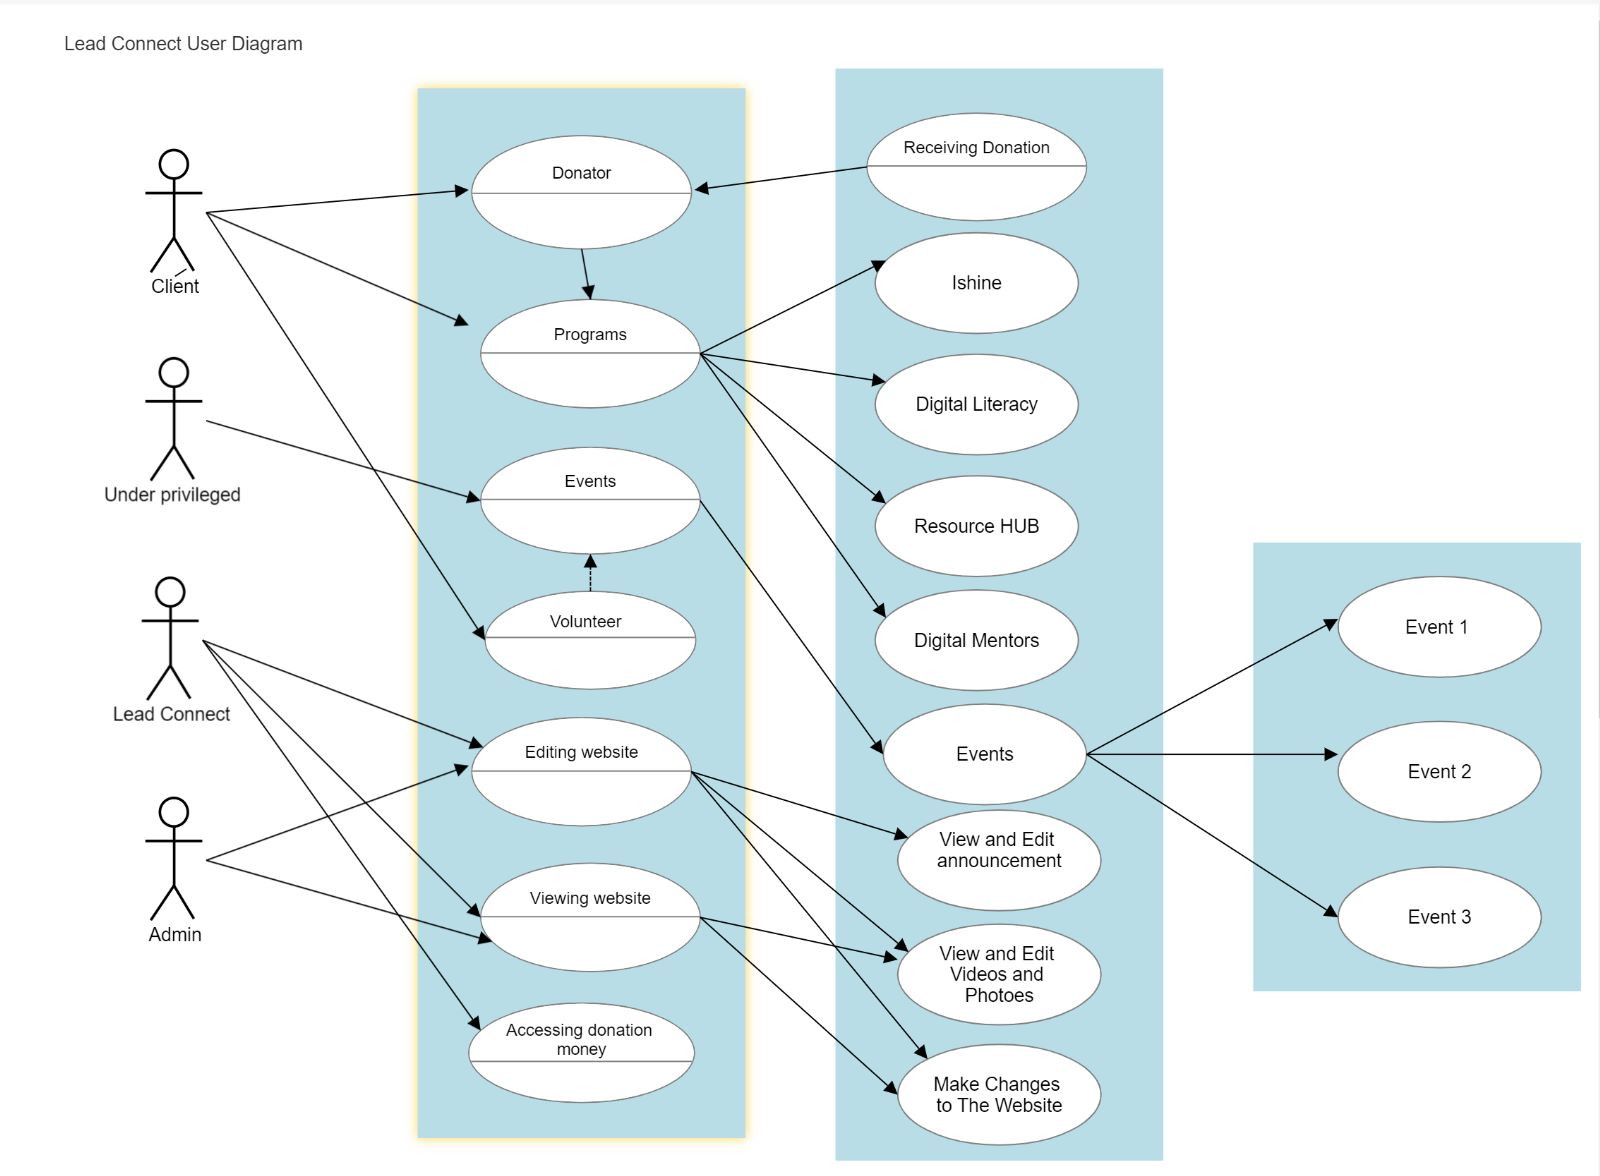 Lead Connect User Diagram
Client
Under privileged
Lead Connect
Admin
Donator
Programs
Events
Volunteer
Editing website
Viewing website
Accessing donation
money
Receiving Donation
Ishine
Digital Literacy
Resource HUB
Digital Mentors
Events
View and Edit
announcement
View and Edit
Videos and
Photoes
Make Changes
to The Website
Event 1
Event 2
Event 3